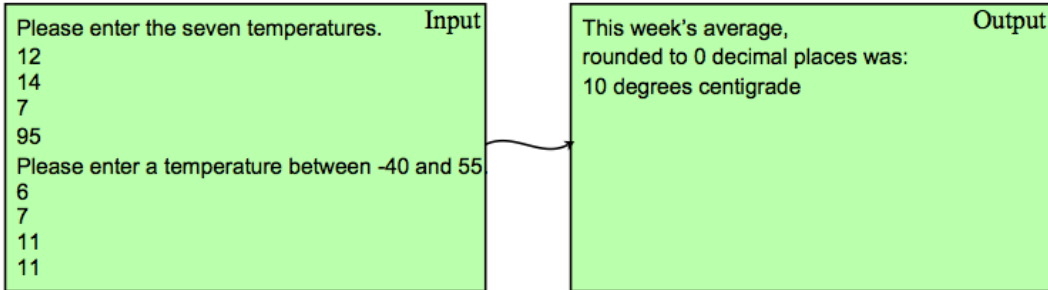 Input
Please enter the seven temperatures.
12
14
7
95
Please enter a temperature between -40 and 55.
6
7
11
11
Output
This week's average,
rounded to 0 decimal places was:
10 degrees centigrade